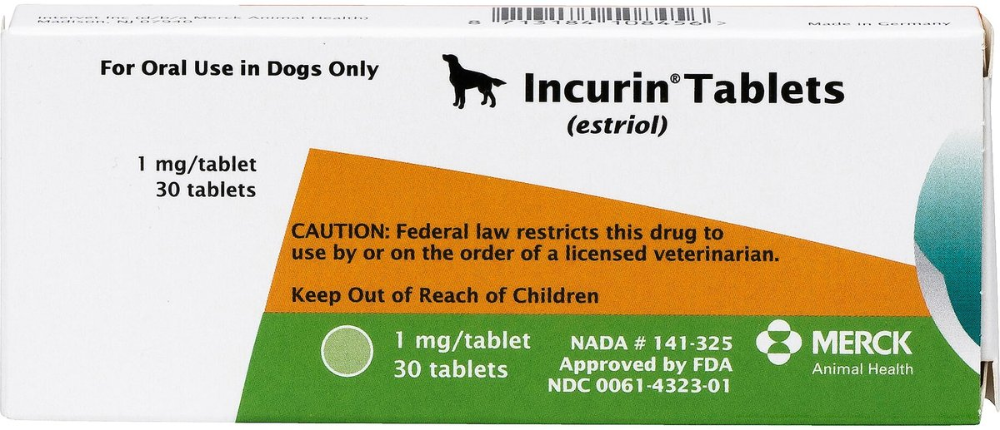 Intervet Inc (d/b/a Merck Animal Health)
Madison, NJ 07940
8 713184 108456 >
Made in Germany
For Oral Use in Dogs Only
Incurin® Tablets
(estriol)
1 mg/tablet
30 tablets
CAUTION: Federal law restricts this drug to
use by or on the order of a licensed veterinarian.
Keep Out of Reach of Children
1 mg/tablet
30 tablets
NADA # 141-325
Approved by FDA
NDC 0061-4323-01
MERCK
Animal Health